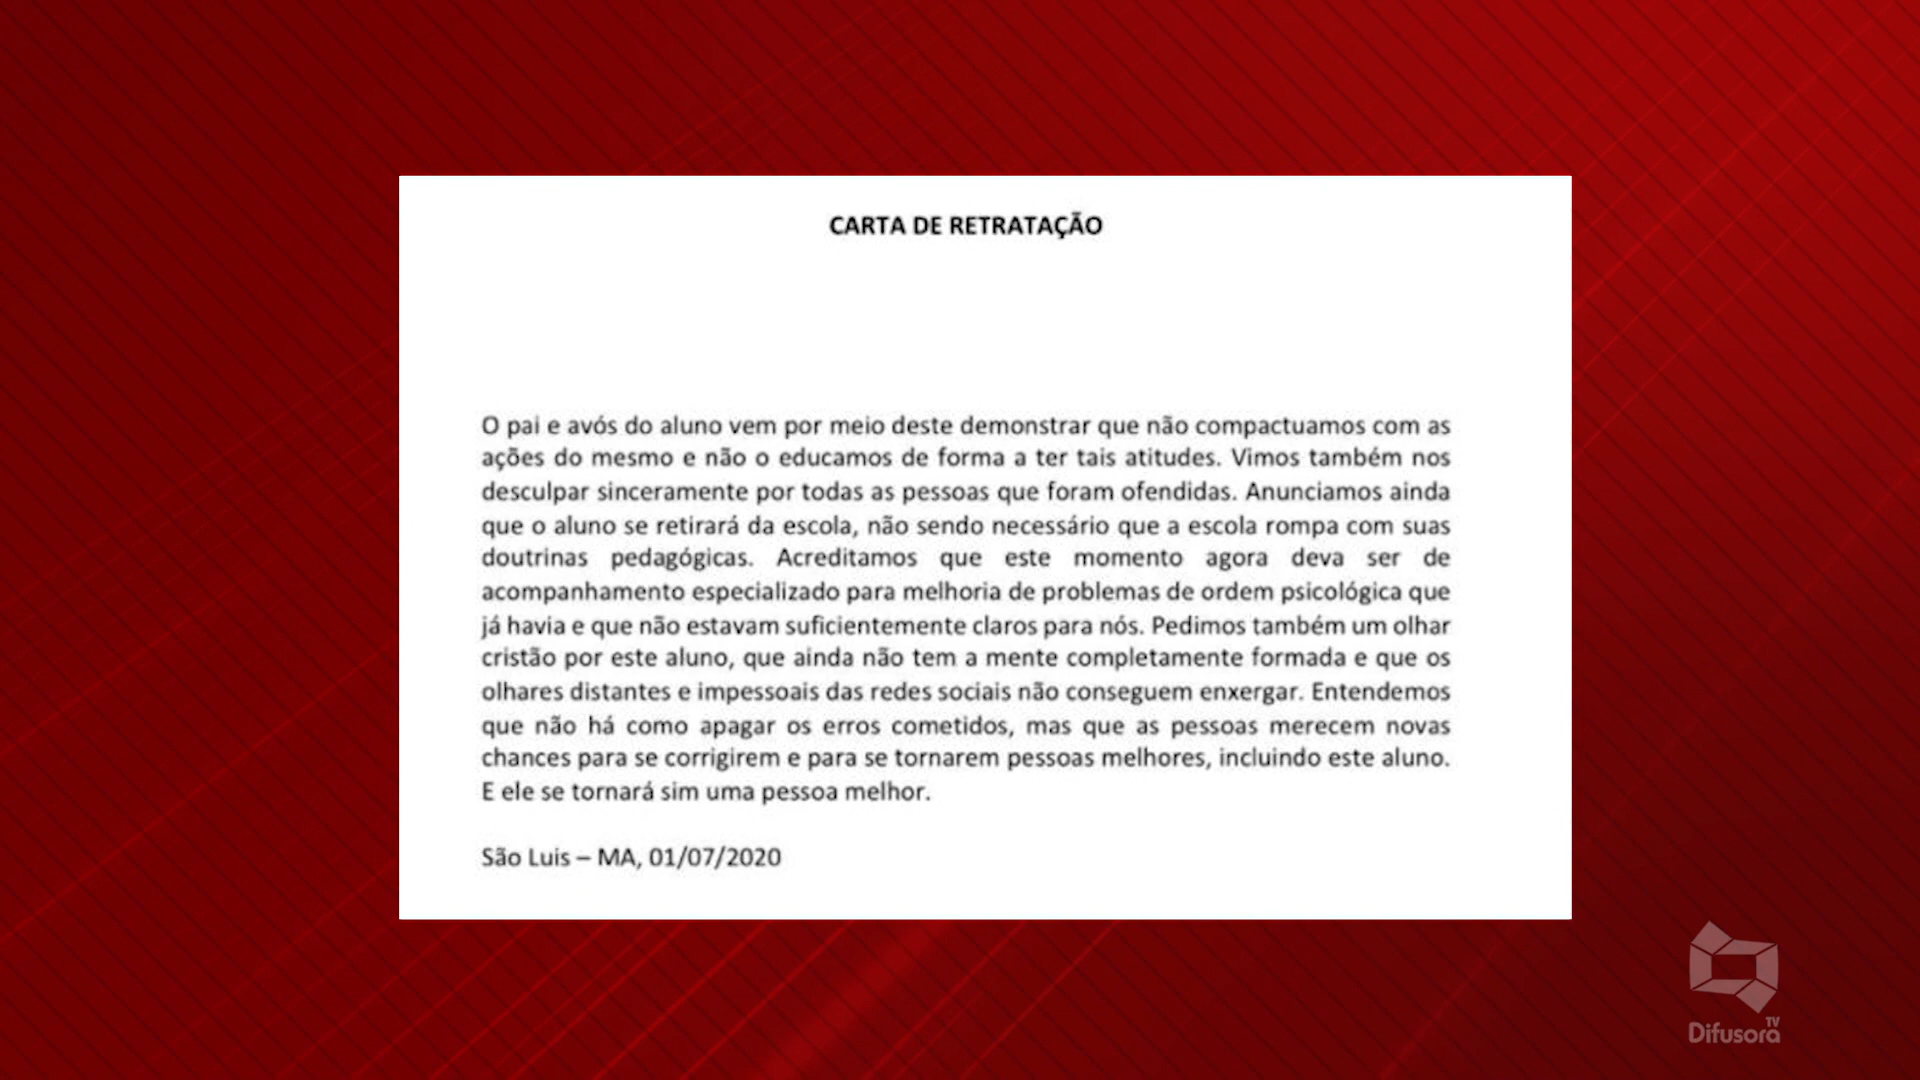 CARTA DE RETRATAÇÃO
O pai e avós do aluno vem por meio deste demonstrar que não compactuamos com as
ações do mesmo e não o educamos de forma a ter tais atitudes. Vimos também nos
desculpar sinceramente por todas as pessoas que foram ofendidas. Anunciamos ainda
que o aluno se retirará da escola, não sendo necessário que a escola rompa com suas
doutrinas pedagógicas. Acreditamos que este momento agora deva ser de
acompanhamento especializado para melhoria de problemas de ordem psicológica que
já havia e que não estavam suficientemente claros para nós. Pedimos também um olhar
cristão por este aluno, que ainda não tem a mente completamente formada e que os
olhares distantes e impessoais das redes sociais não conseguem enxergar. Entendemos
que não há como apagar os erros cometidos, mas que as pessoas merecem novas
chances para se corrigirem e para se tornarem pessoas melhores, incluindo este aluno.
E ele se tornará sim uma pessoa melhor.
São Luis – MA, 01/07/2020
TV
Difusora